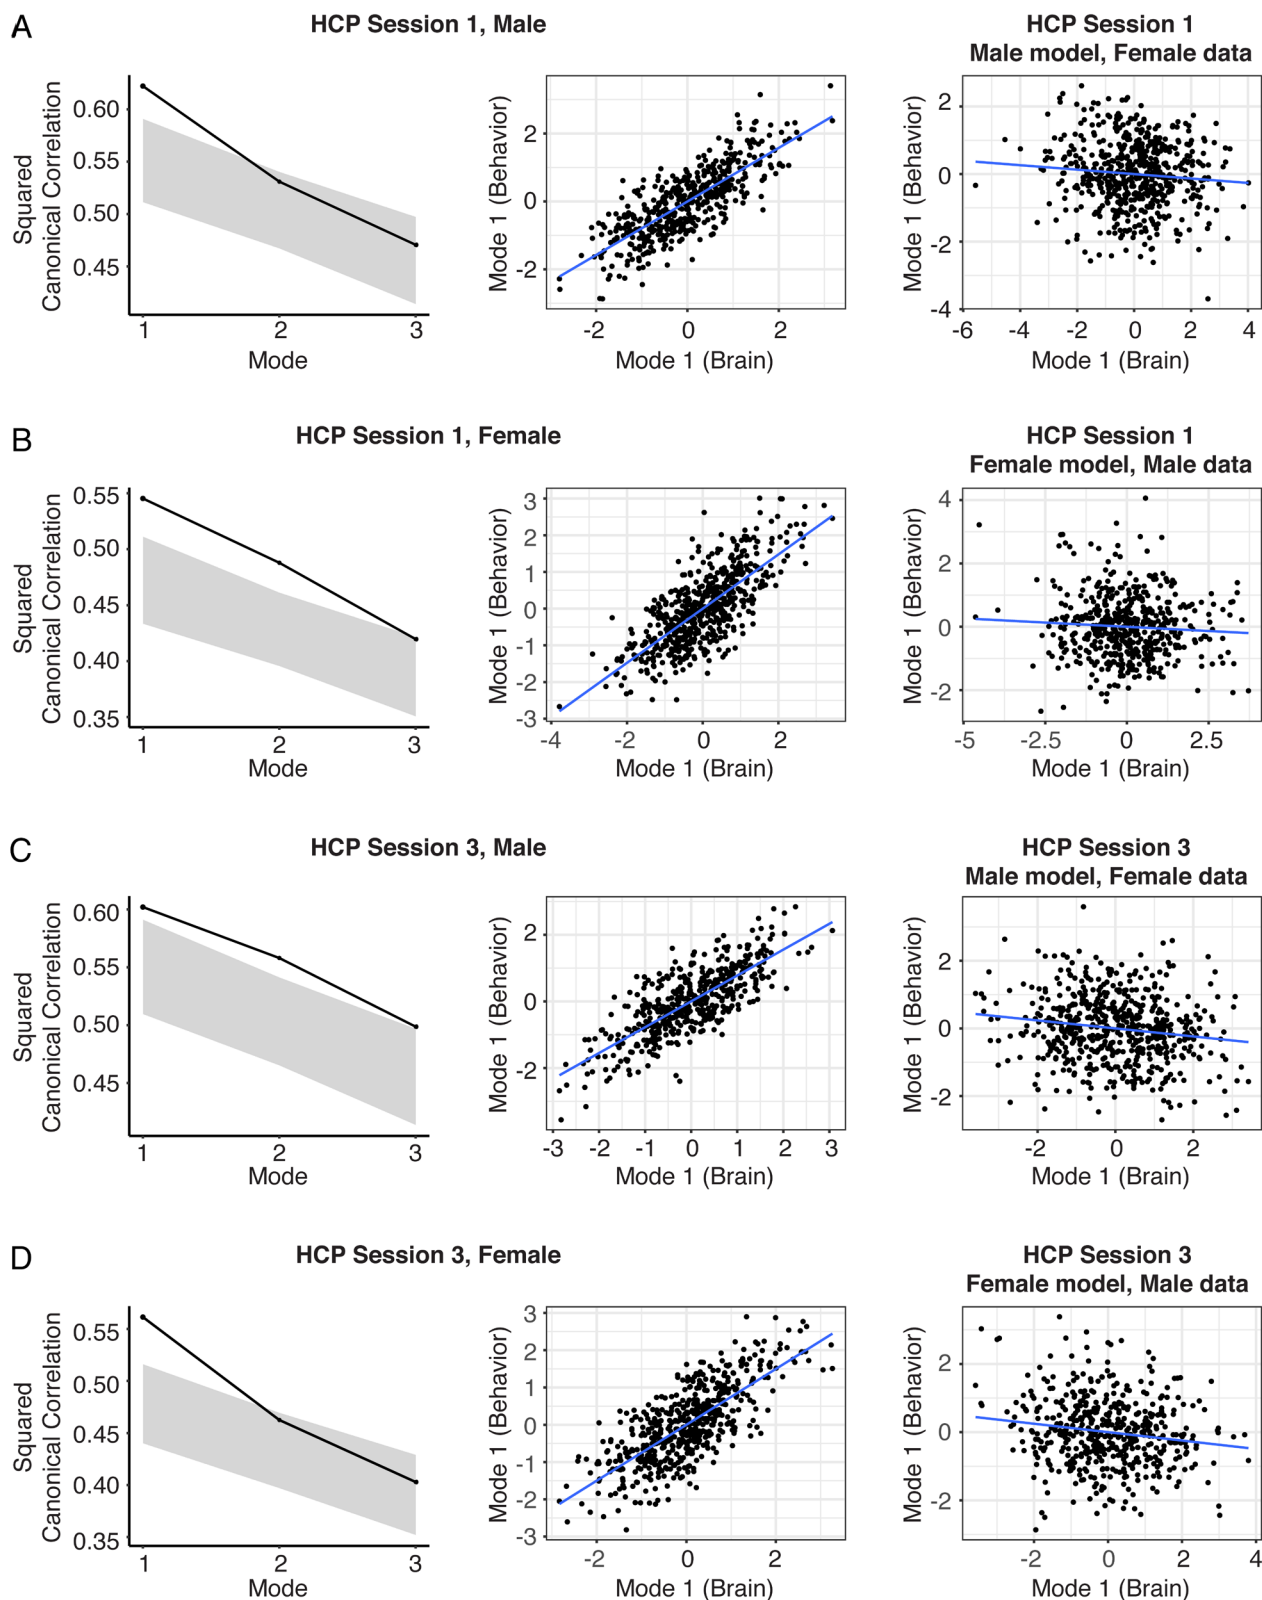 A
HCP Session 1, Male
HCP Session 1
Male model, Female data
Squared
Canonical Correlation
0.60
0.55
0.50
0.45
1
2
3
Mode
Mode 1 (Behavior)
2
0
-2
-2
0
2
Mode 1 (Brain)
Mode 1 (Behavior)
2
0
-2
-4
-6
-4
-2
0
2
4
Mode 1 (Brain)
B
HCP Session 1, Female
HCP Session 1
Female model, Male data
Squared
Canonical Correlation
0.55
0.50
0.45
0.40
0.35
1
2
3
Mode
Mode 1 (Behavior)
3
2
1
0
-1
-2
-3
-4
-2
0
2
Mode 1 (Brain)
Mode 1 (Behavior)
4
2
0
-2
-5
-2.5
0
2.5
Mode 1 (Brain)
C
HCP Session 3, Male
HCP Session 3
Male model, Female data
Squared
Canonical Correlation
0.60
0.55
0.50
0.45
1
2
3
Mode
Mode 1 (Behavior)
2
0
-2
-3
-2
-1
0
1
2
3
Mode 1 (Brain)
Mode 1 (Behavior)
2
0
-2
-2
0
2
Mode 1 (Brain)
D
HCP Session 3, Female
HCP Session 3
Female model, Male data
Squared
Canonical Correlation
0.55
0.50
0.45
0.40
0.35
1
2
3
Mode
Mode 1 (Behavior)
3
2
1
0
-1
-2
-3
-2
0
2
Mode 1 (Brain)
Mode 1 (Behavior)
2
0
-2
-2
0
2
4
Mode 1 (Brain)